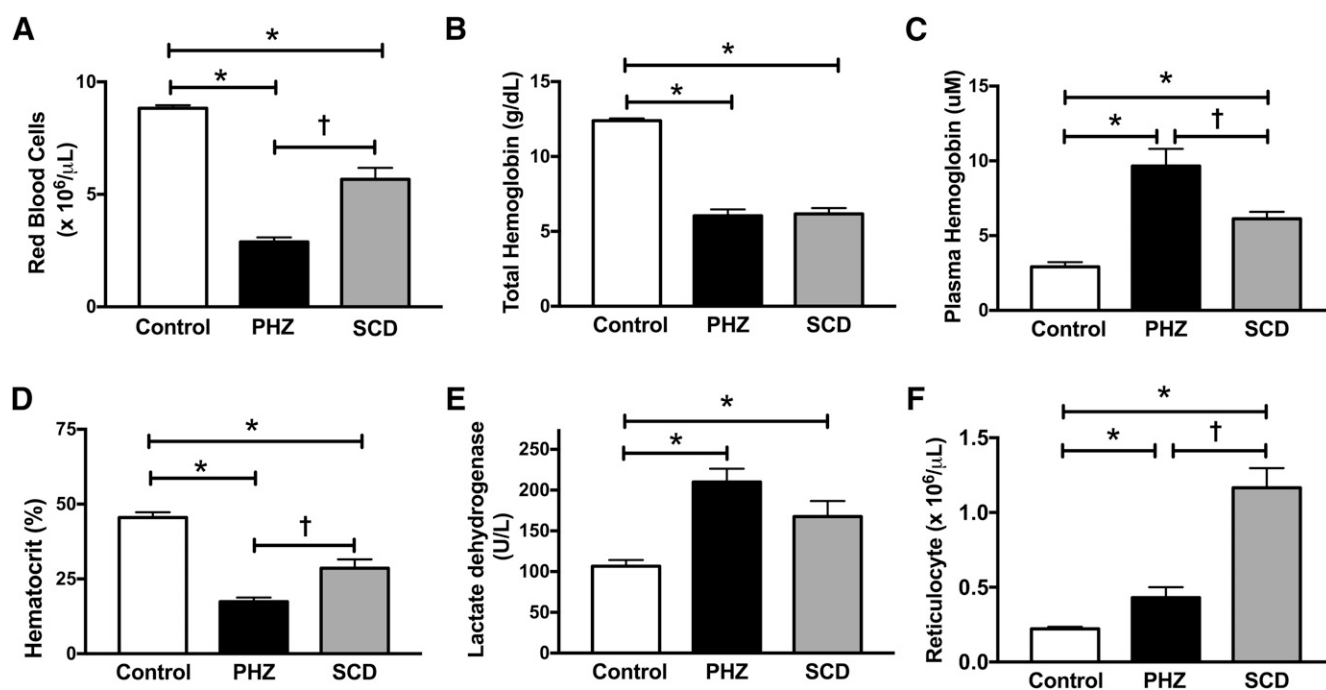 A
Red Blood Cells
(x 10⁶/μL)
10
5
0
*
*
†
Control PHZ SCD
B
Total Hemoglobin (g/dL)
15
10
5
0
*
*
Control PHZ SCD
C
Plasma Hemoglobin (uM)
15
10
5
0
*
*
†
Control PHZ SCD
D
Hematocrit (%)
75
50
25
0
*
*
†
Control PHZ SCD
E
Lactate dehydrogenase
(U/L)
250
200
150
100
50
0
*
*
Control PHZ SCD
F
Reticulocyte (x 10⁶/μL)
1.5
1.0
0.5
0.0
*
*
†
Control PHZ SCD